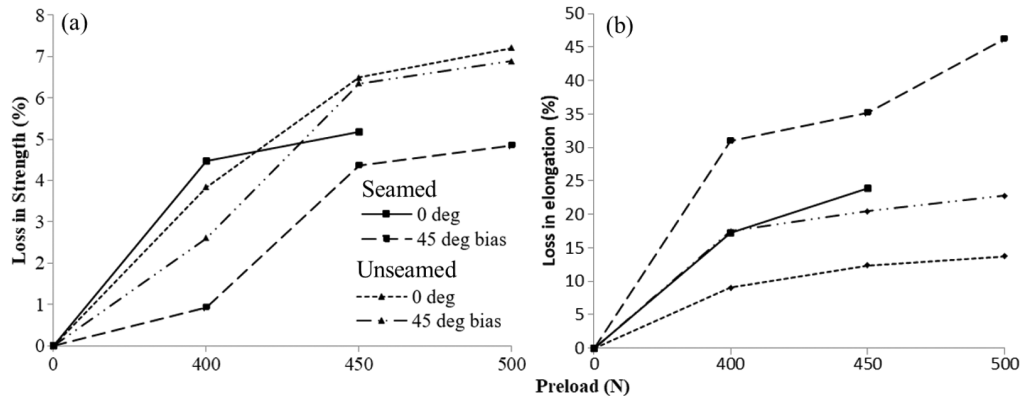 (a)
Loss in Strength (%)
8
7
6
5
4
3
2
1
0
0 400 450 500
Seamed
0 deg
45 deg bias
Unseamed
0 deg
45 deg bias
(b)
Loss in elongation (%)
50
45
40
35
30
25
20
15
10
5
0
0 400 450 500
Preload (N)